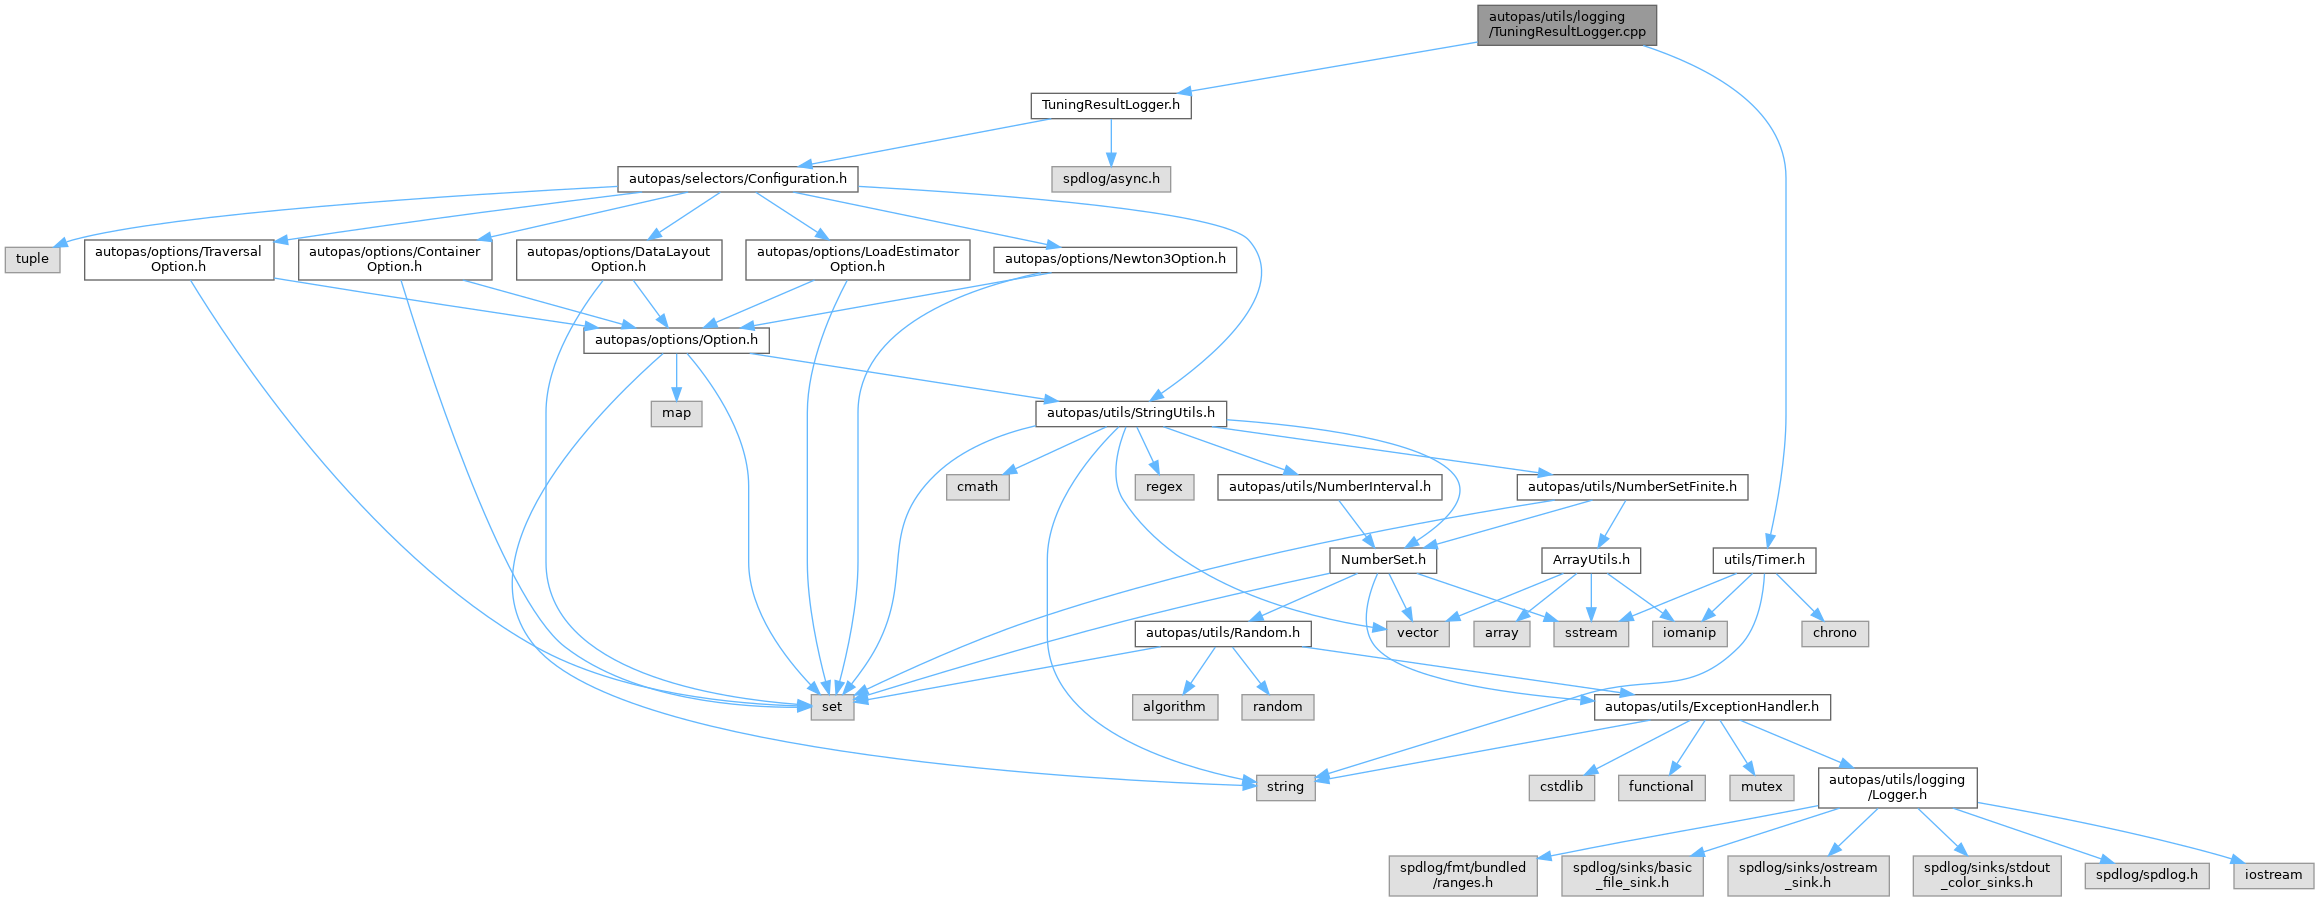 autopas/utils/logging
/TuningResultLogger.cpp
TuningResultLogger.h
autopas/selectors/Configuration.h
spdlog/async.h
tuple
autopas/options/Traversal
Option.h
autopas/options/Container
Option.h
autopas/options/DataLayout
Option.h
autopas/options/LoadEstimator
Option.h
autopas/options/Newton3Option.h
autopas/options/Option.h
map
autopas/utils/StringUtils.h
cmath
regex
autopas/utils/NumberInterval.h
autopas/utils/NumberSetFinite.h
NumberSet.h
ArrayUtils.h
utils/Timer.h
autopas/utils/Random.h
vector
array
sstream
iomanip
chrono
set
algorithm
random
autopas/utils/ExceptionHandler.h
string
cstdlib
functional
mutex
autopas/utils/logging
/Logger.h
spdlog/fmt/bundled
/ranges.h
spdlog/sinks/basic
_file_sink.h
spdlog/sinks/ostream
_sink.h
spdlog/sinks/stdout
_color_sinks.h
spdlog/spdlog.h
iostream